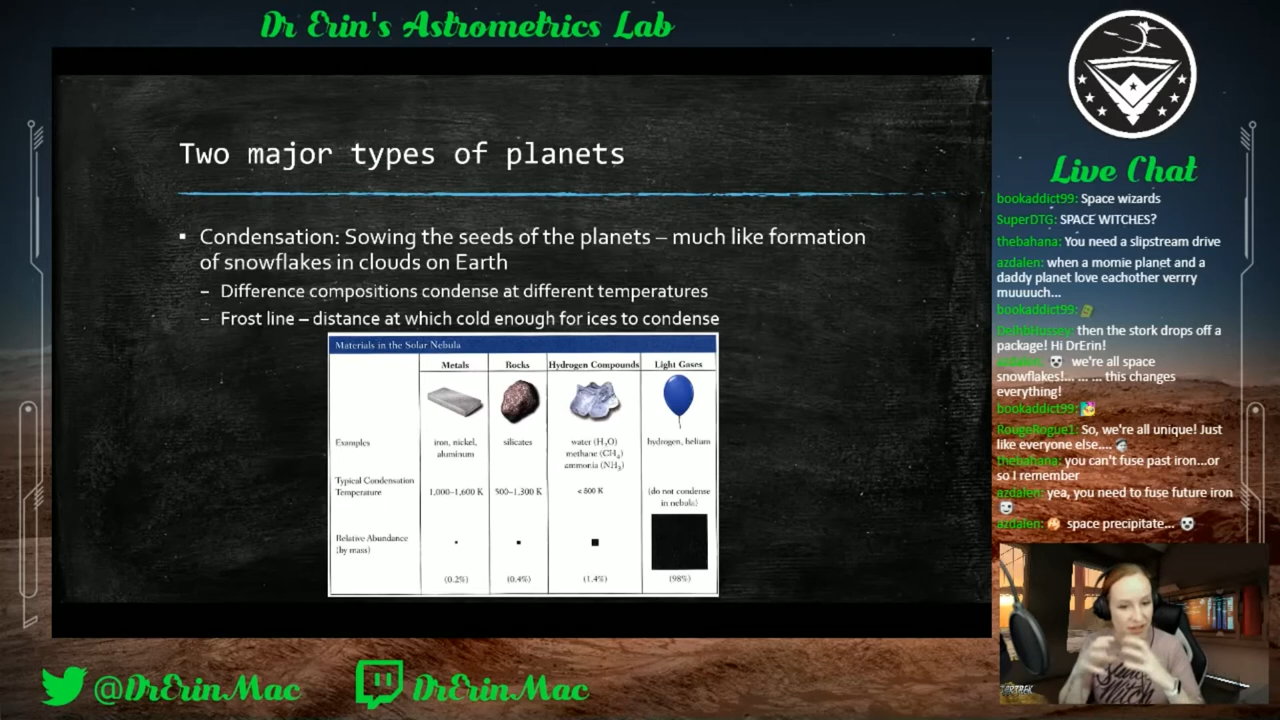 Dr Erin's Astrometrics Lab
Two major types of planets
▪ Condensation: Sowing the seeds of the planets – much like formation
of snowflakes in clouds on Earth
– Difference compositions condense at different temperatures
– Frost line – distance at which cold enough for ices to condense
Materials in the Solar Nebula
Metals Rocks Hydrogen Compounds Light Gases
Examples iron, nickel, silicates water (H₂O) hydrogen, helium
aluminum methane (CH₄)
ammonia (NH₃)
Typical Condensation
Temperature 1,000–1,600 K 500–1,300 K (do not condense
in nebula)
Relative Abundance
(by mass)
(0.2%) (0.4%) (1.4%) (98%)
@DrErinMac DrErinMac
Live Chat
bookaddict99: Space wizards
SuperDTG: SPACE WITCHES?
thebahana: You need a slipstream drive
azdalen: when a momie planet and a
daddy planet love eachother verrry
muuuuch...
bookaddict99:
DeihbHussey: then the stork drops off a
package! Hi DrErin!
azdalen: we're all space
snowflakes!... ... ... this changes
everything!
bookaddict99:
RougeRogue1: So, we're all unique! Just
like everyone else....
thebahana: you can't fuse past iron...or
so I remember
azdalen: yea, you need to fuse future iron
azdalen: space precipitate...